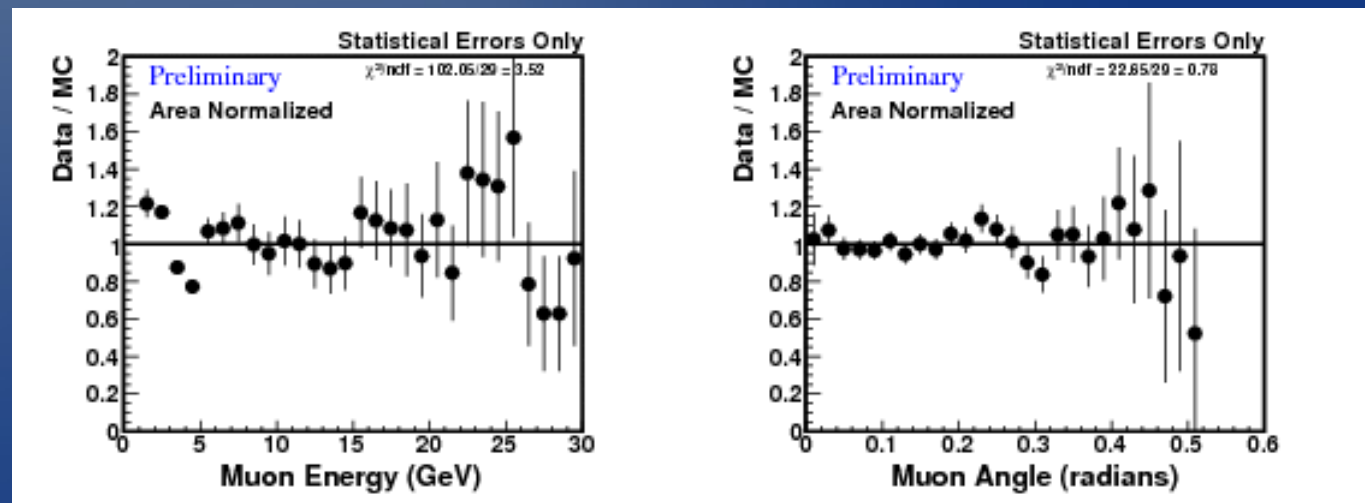 Statistical Errors Only
Preliminary
χ²/ndf = 102.05/29 = 3.52
Area Normalized
Data / MC
2
1.8
1.6
1.4
1.2
1
0.8
0.6
0.4
0.2
0
0 5 10 15 20 25 30
Muon Energy (GeV)
Statistical Errors Only
Preliminary
χ²/ndf = 22.65/29 = 0.78
Area Normalized
Data / MC
2
1.8
1.6
1.4
1.2
1
0.8
0.6
0.4
0.2
0
0 0.1 0.2 0.3 0.4 0.5 0.6
Muon Angle (radians)